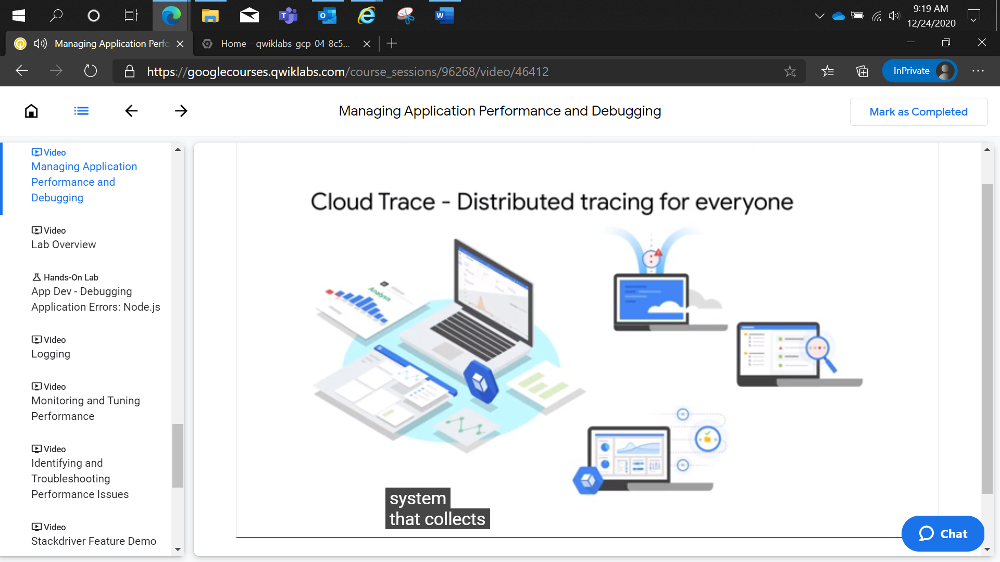 9:19 AM
12/24/2020
Managing Application Perfo
Home – qwiklabs-gcp-04-8c5...
https://googlecourses.qwiklabs.com/course_sessions/96268/video/46412
InPrivate
Managing Application Performance and Debugging
Mark as Completed
Video
Managing Application
Performance and
Debugging
Video
Lab Overview
Hands-On Lab
App Dev - Debugging
Application Errors: Node.js
Video
Logging
Video
Monitoring and Tuning
Performance
Video
Identifying and
Troubleshooting
Performance Issues
Video
Stackdriver Feature Demo
Cloud Trace - Distributed tracing for everyone
Analysis
system
that collects
Chat